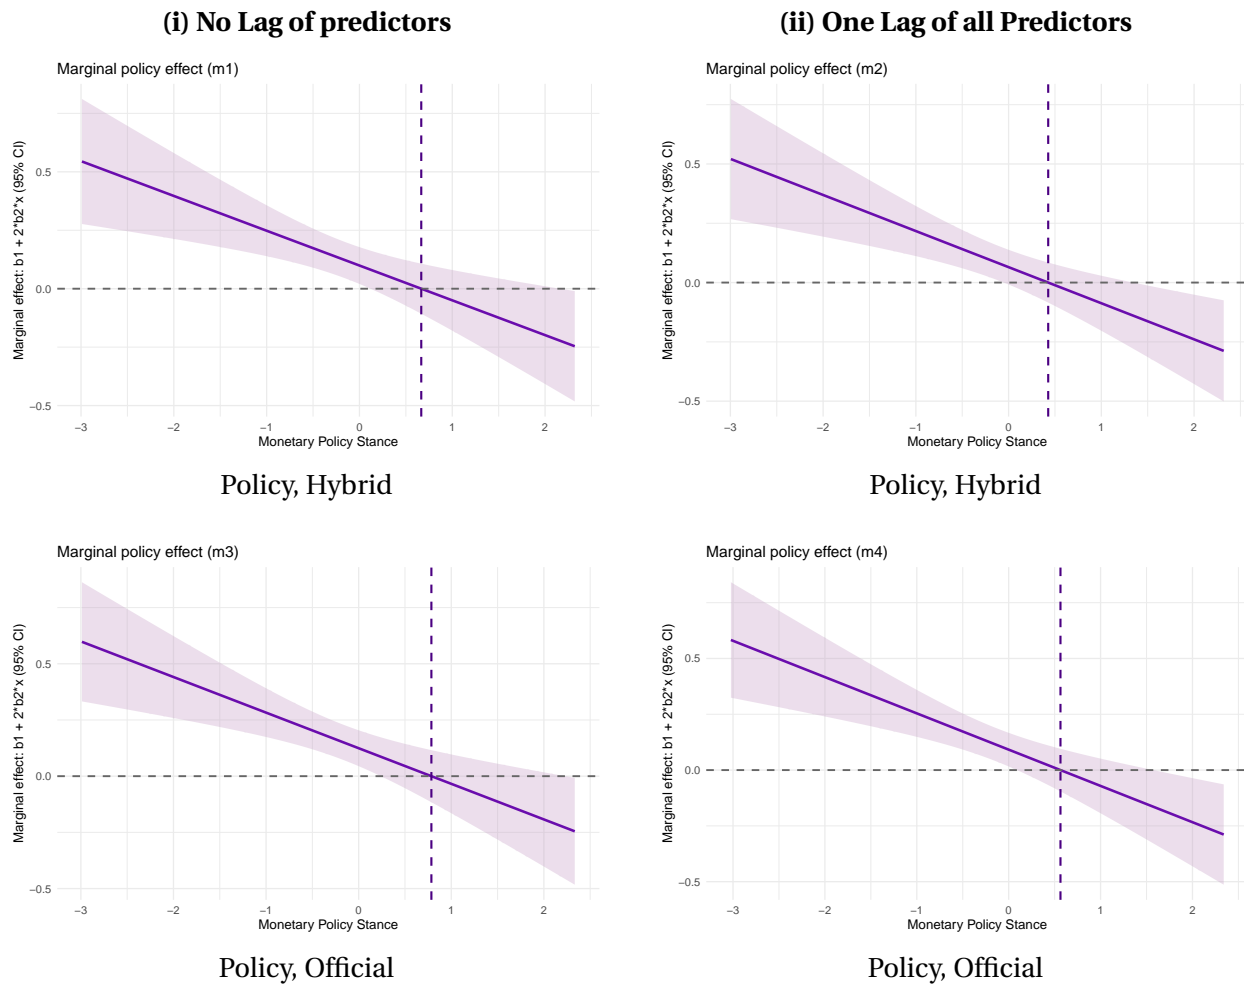 (i) No Lag of predictors
(ii) One Lag of all Predictors
Marginal policy effect (m1)
Marginal effect: b1 + 2*b2*x (95% CI)
0.5
0.0
−0.5
−3 −2 −1 0 1 2
Monetary Policy Stance
Policy, Hybrid
Marginal policy effect (m2)
Marginal effect: b1 + 2*b2*x (95% CI)
0.5
0.0
−0.5
−3 −2 −1 0 1 2
Monetary Policy Stance
Policy, Hybrid
Marginal policy effect (m3)
Marginal effect: b1 + 2*b2*x (95% CI)
0.5
0.0
−0.5
−3 −2 −1 0 1 2
Monetary Policy Stance
Policy, Official
Marginal policy effect (m4)
Marginal effect: b1 + 2*b2*x (95% CI)
0.5
0.0
−0.5
−3 −2 −1 0 1 2
Monetary Policy Stance
Policy, Official